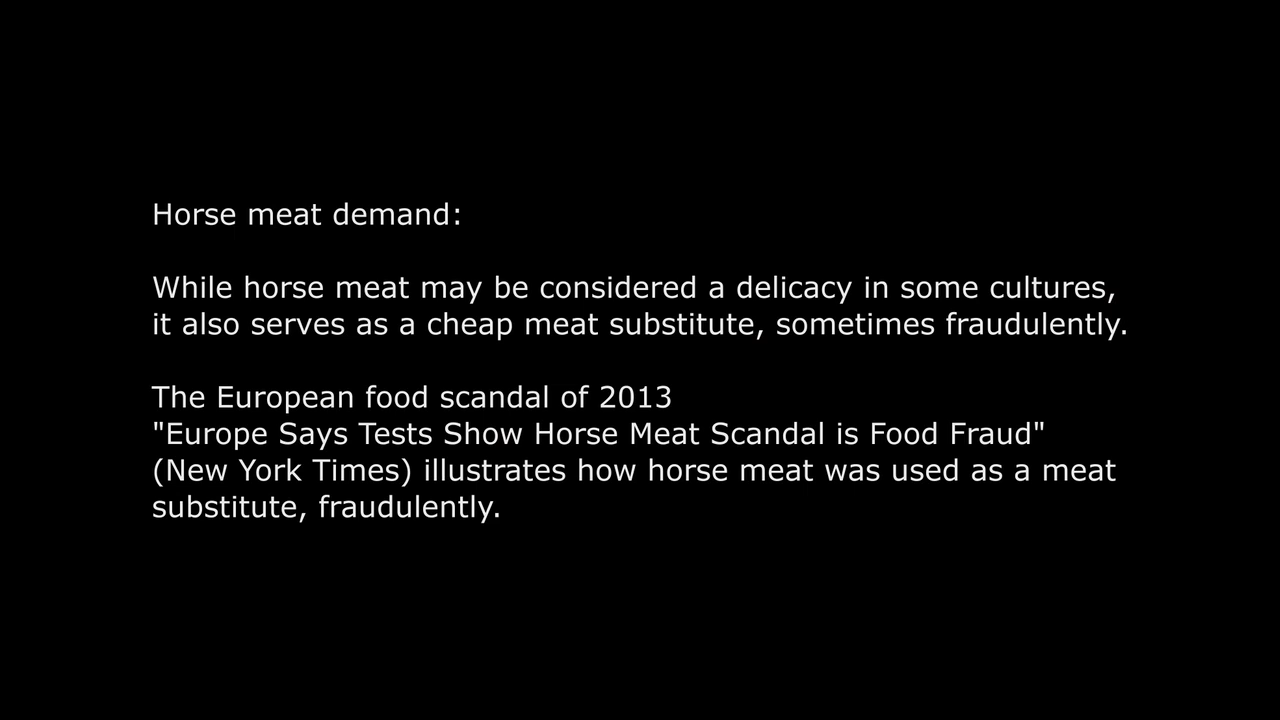 Horse meat demand:
While horse meat may be considered a delicacy in some cultures,
it also serves as a cheap meat substitute, sometimes fraudulently.
The European food scandal of 2013
"Europe Says Tests Show Horse Meat Scandal is Food Fraud"
(New York Times) illustrates how horse meat was used as a meat
substitute, fraudulently.